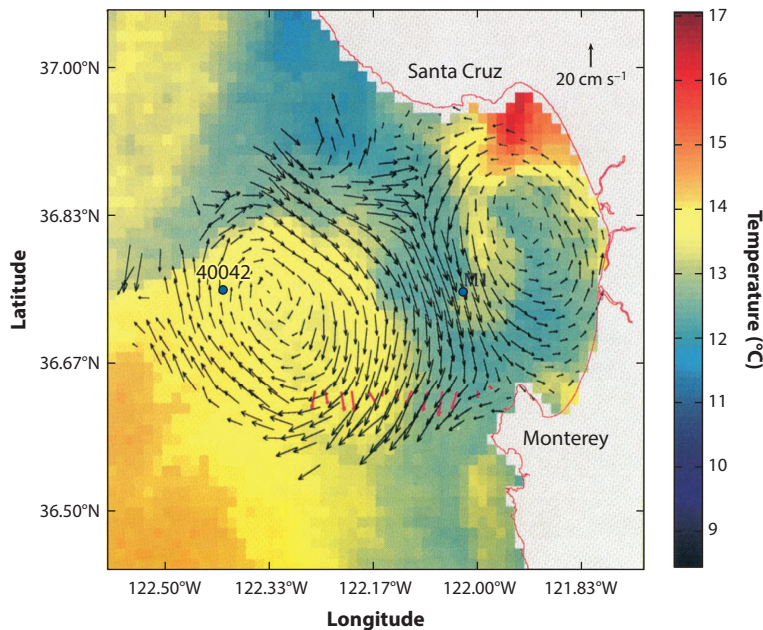 37.00°N
36.83°N
36.67°N
36.50°N
Latitude
122.50°W
122.33°W
122.17°W
122.00°W
121.83°W
Longitude
Santa Cruz
20 cm s⁻¹
40042
M1
Monterey
17
16
15
14
13
12
11
10
9
Temperature (°C)